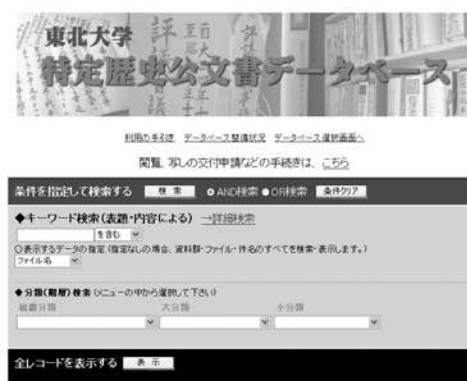 東北大学
特定歴史公文書データベース
利用の手引き データベース整備状況 データベース選択画面へ
閲覧、写しの交付申請などの手続きは、こちら
条件を指定して検索する 検索 AND検索 OR検索 条件クリア
◆キーワード検索(表題・内容による) →詳細検索
を含む
○表示するデータの指定(指定なしの場合、資料群・ファイル・件名のすべてを検索・表示します。)
ファイル名
◆分類(階層)検索(メニューの中から選択して下さい)
組織分類 大分類 小分類
全レコードを表示する 表示